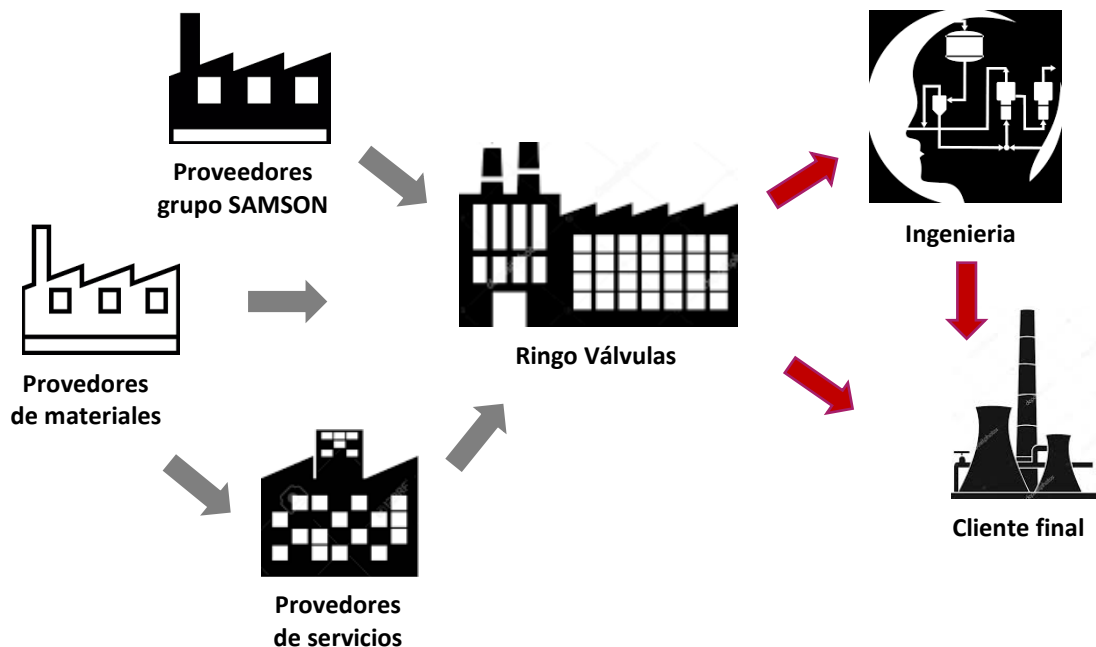 Proveedores
grupo SAMSON
Provedores
de materiales
Provedores
de servicios
Ringo Válvulas
Ingenieria
Cliente final